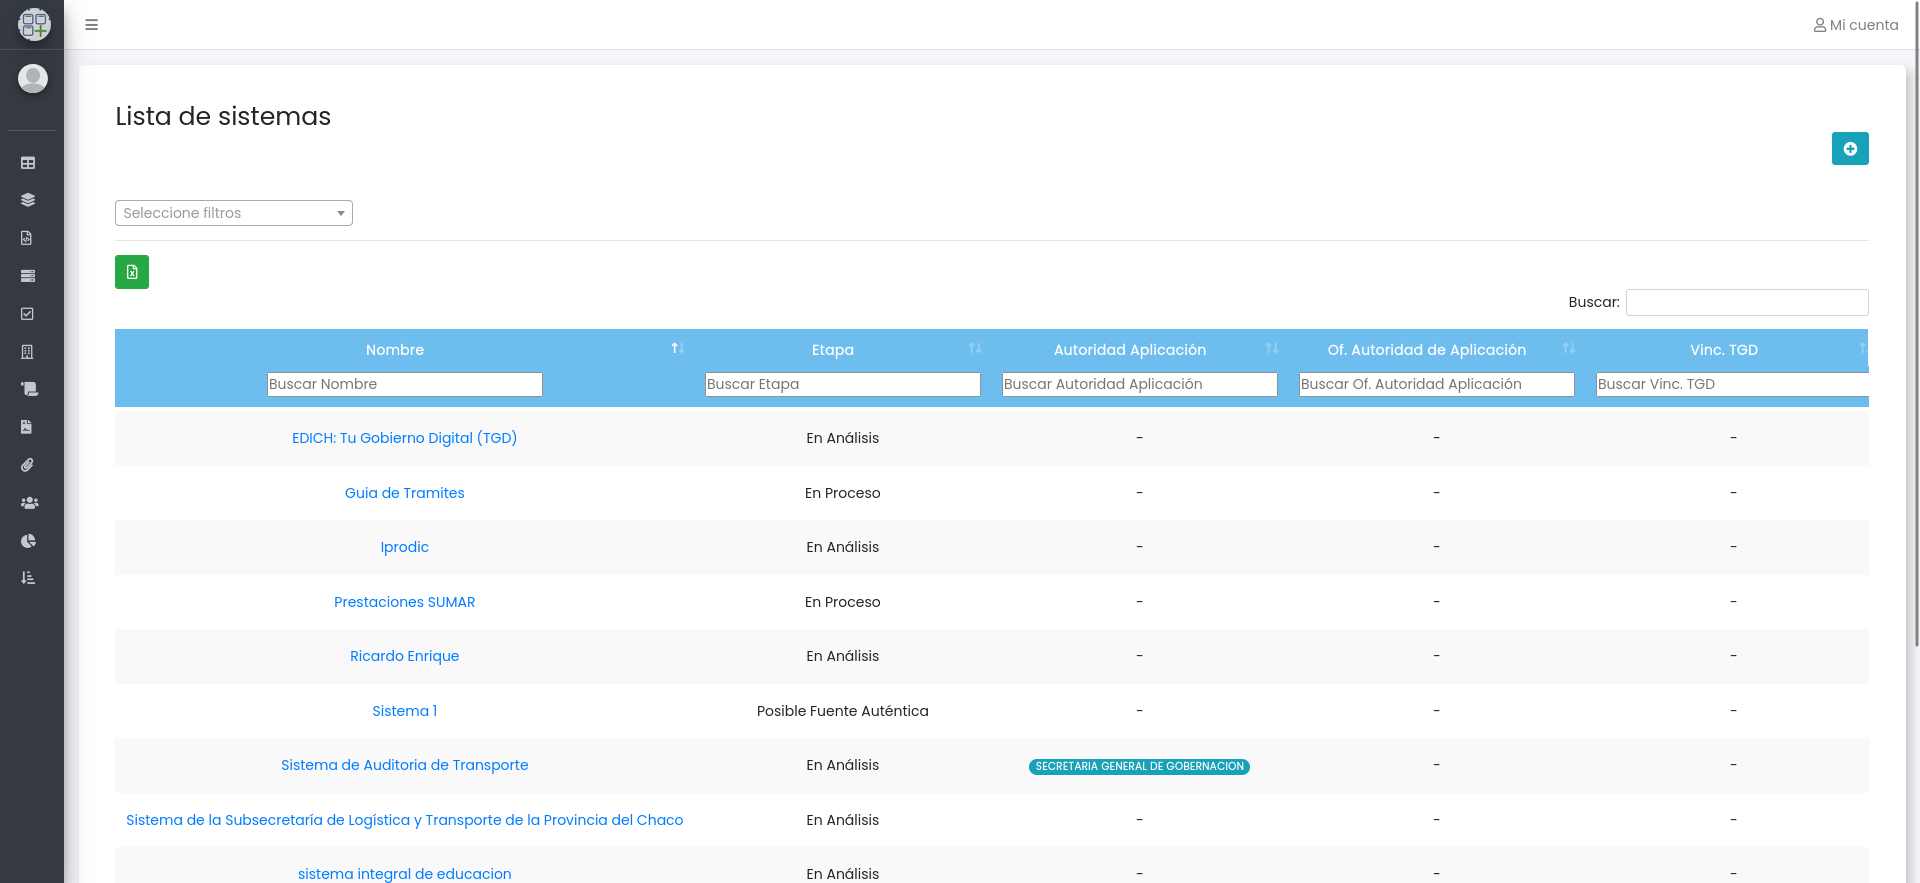 Mi cuenta
Lista de sistemas
Seleccione filtros
Buscar:
Nombre Etapa Autoridad Aplicación Of. Autoridad de Aplicación Vinc. TGD
Buscar Nombre Buscar Etapa Buscar Autoridad Aplicación Buscar Of. Autoridad Aplicación Buscar Vinc. TGD
EDICH: Tu Gobierno Digital (TGD) En Análisis - - -
Guia de Tramites En Proceso - - -
Iprodic En Análisis - - -
Prestaciones SUMAR En Proceso - - -
Ricardo Enrique En Análisis - - -
Sistema 1 Posible Fuente Auténtica - - -
Sistema de Auditoria de Transporte En Análisis SECRETARIA GENERAL DE GOBERNACION - -
Sistema de la Subsecretaría de Logística y Transporte de la Provincia del Chaco En Análisis - - -
sistema integral de educacion En Análisis - - -